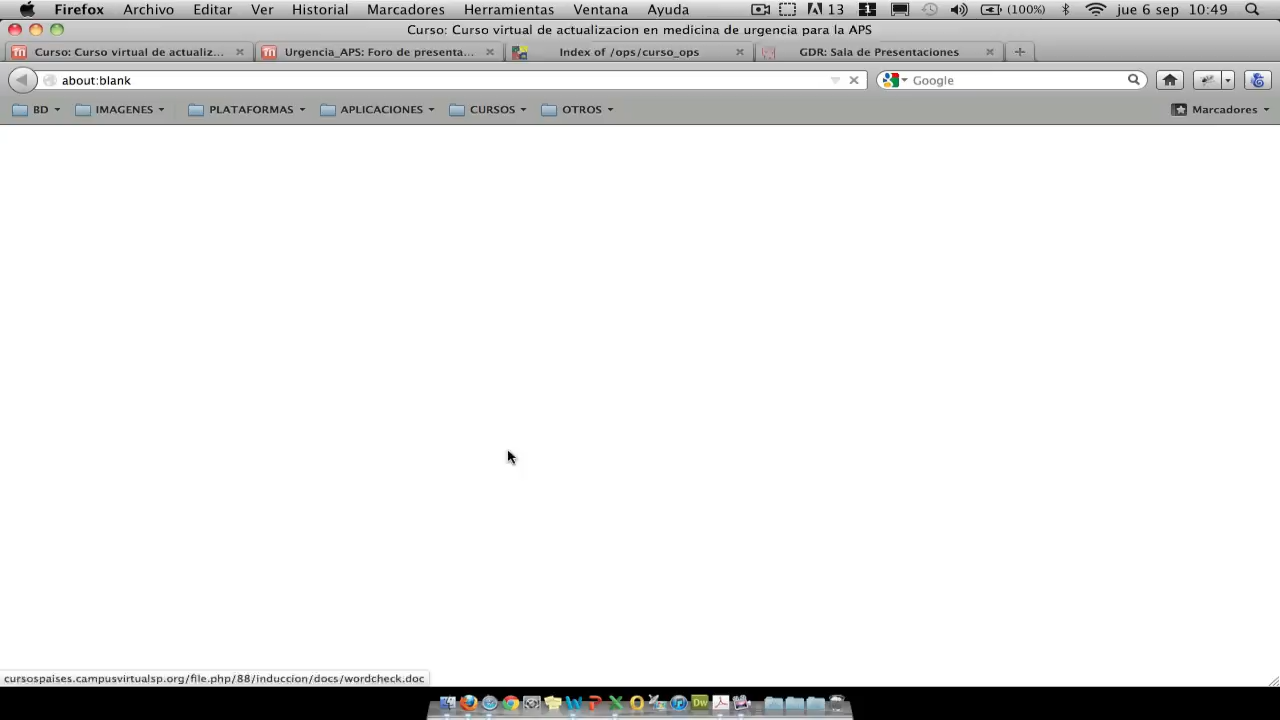 Firefox Archivo Editar Ver Historial Marcadores Herramientas Ventana Ayuda 13 1 (100%) jue 6 sep 10:49
Curso: Curso virtual de actualizacion en medicina de urgencia para la APS
Curso: Curso virtual de actualiz... Urgencia_APS: Foro de presenta... Index of /ops/curso_ops GDR: Sala de Presentaciones
about:blank Google
BD IMAGENES PLATAFORMAS APLICACIONES CURSOS OTROS Marcadores
cursospaises.campusvirtualsp.org/file.php/88/induccion/docs/wordcheck.doc
Dw